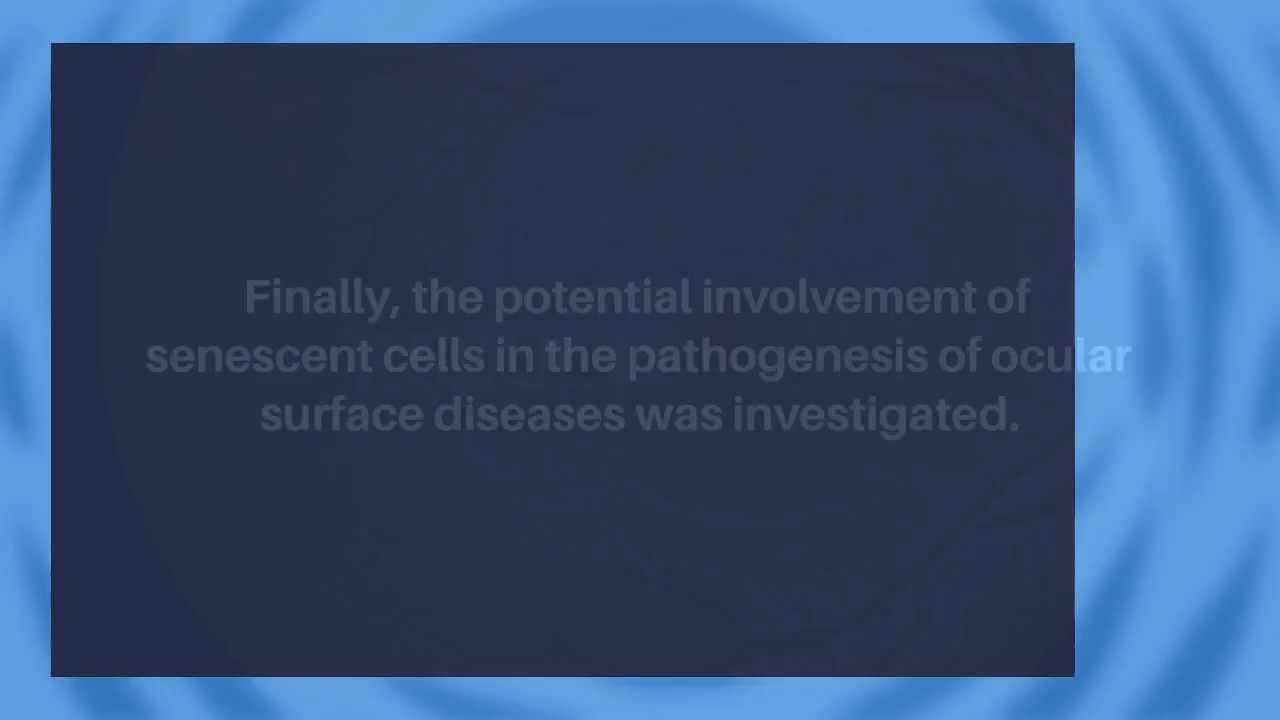 Finally, the potential involvement of
senescent cells in the pathogenesis of ocular
surface diseases was investigated.